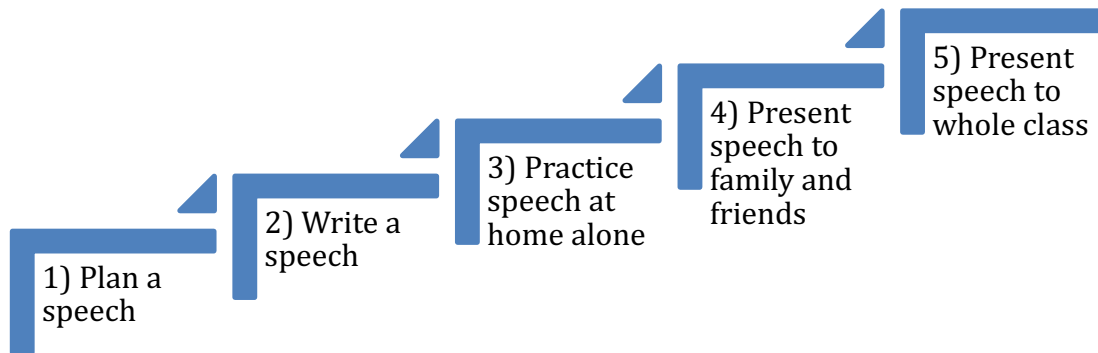 1) Plan a
speech
2) Write a
speech
3) Practice
speech at
home alone
4) Present
speech to
family and
friends
5) Present
speech to
whole class